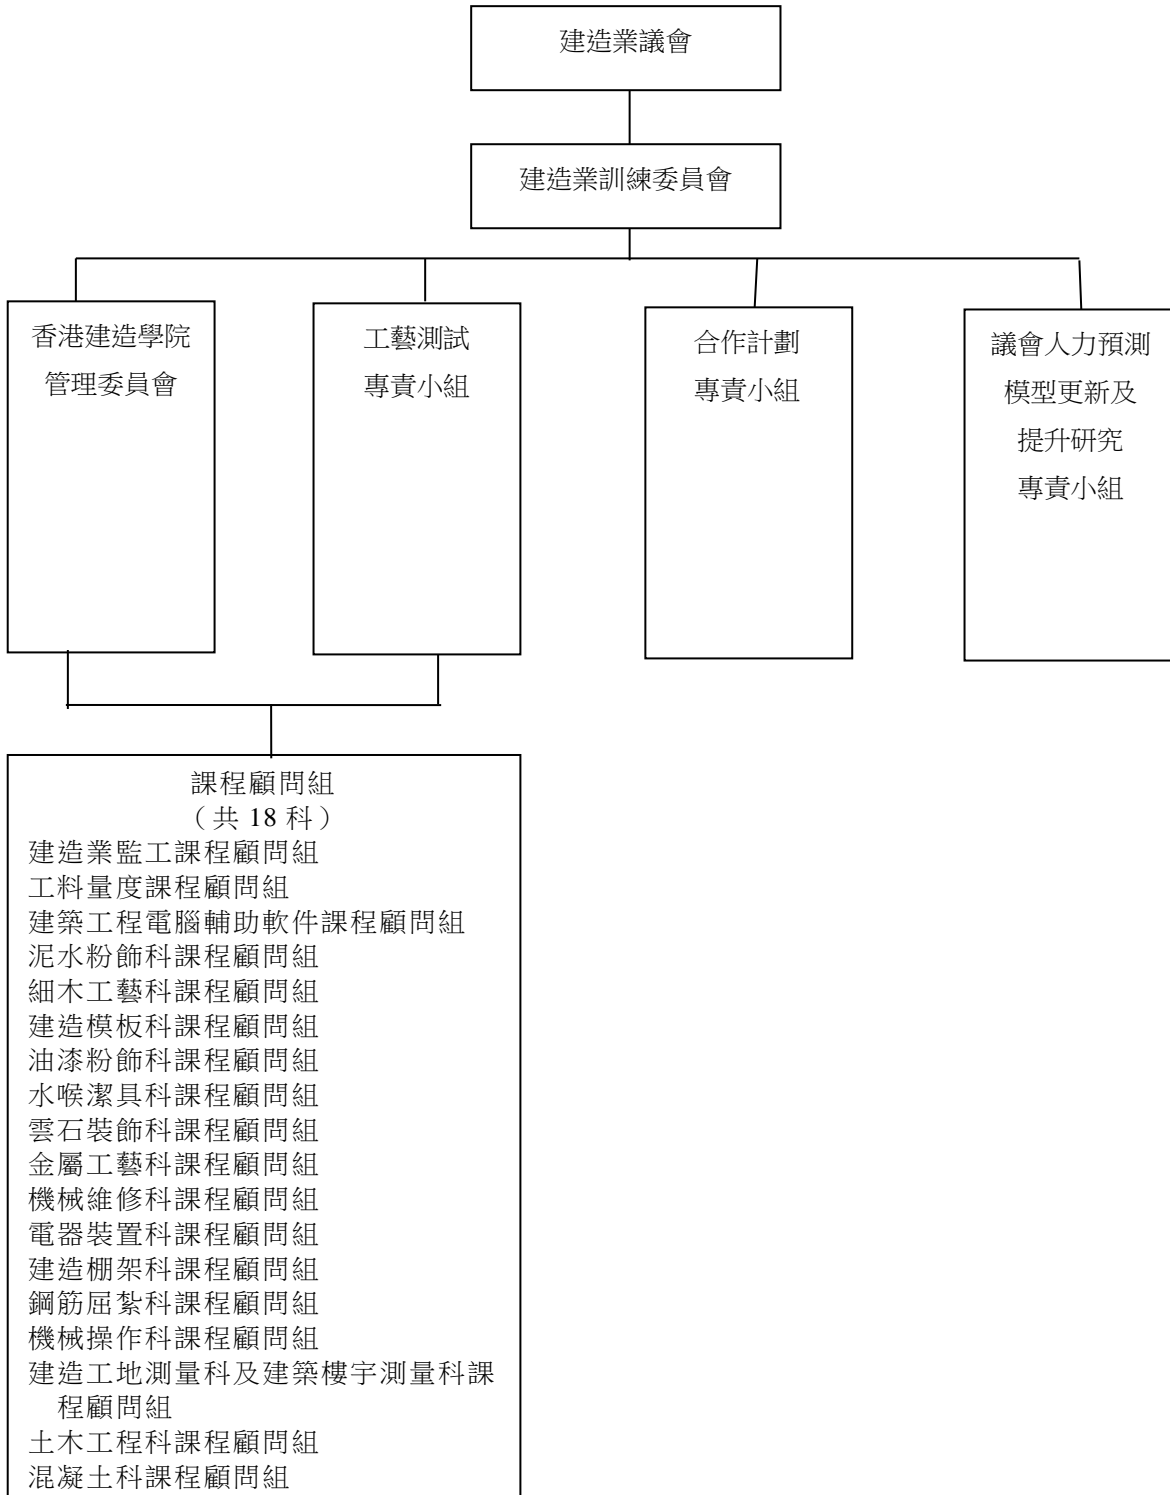 建造業議會
建造業訓練委員會
香港建造學院
管理委員會
工藝測試
專責小組
合作計劃
專責小組
議會人力預測
模型更新及
提升研究
專責小組
課程顧問組
（共 18 科）
建造業監工課程顧問組
工料量度課程顧問組
建築工程電腦輔助軟件課程顧問組
泥水粉飾科課程顧問組
細木工藝科課程顧問組
建造模板科課程顧問組
油漆粉飾科課程顧問組
水喉潔具科課程顧問組
雲石裝飾科課程顧問組
金屬工藝科課程顧問組
機械維修科課程顧問組
電器裝置科課程顧問組
建造棚架科課程顧問組
鋼筋屈紮科課程顧問組
機械操作科課程顧問組
建造工地測量科及建築樓宇測量科課
程顧問組
土木工程科課程顧問組
混凝土科課程顧問組